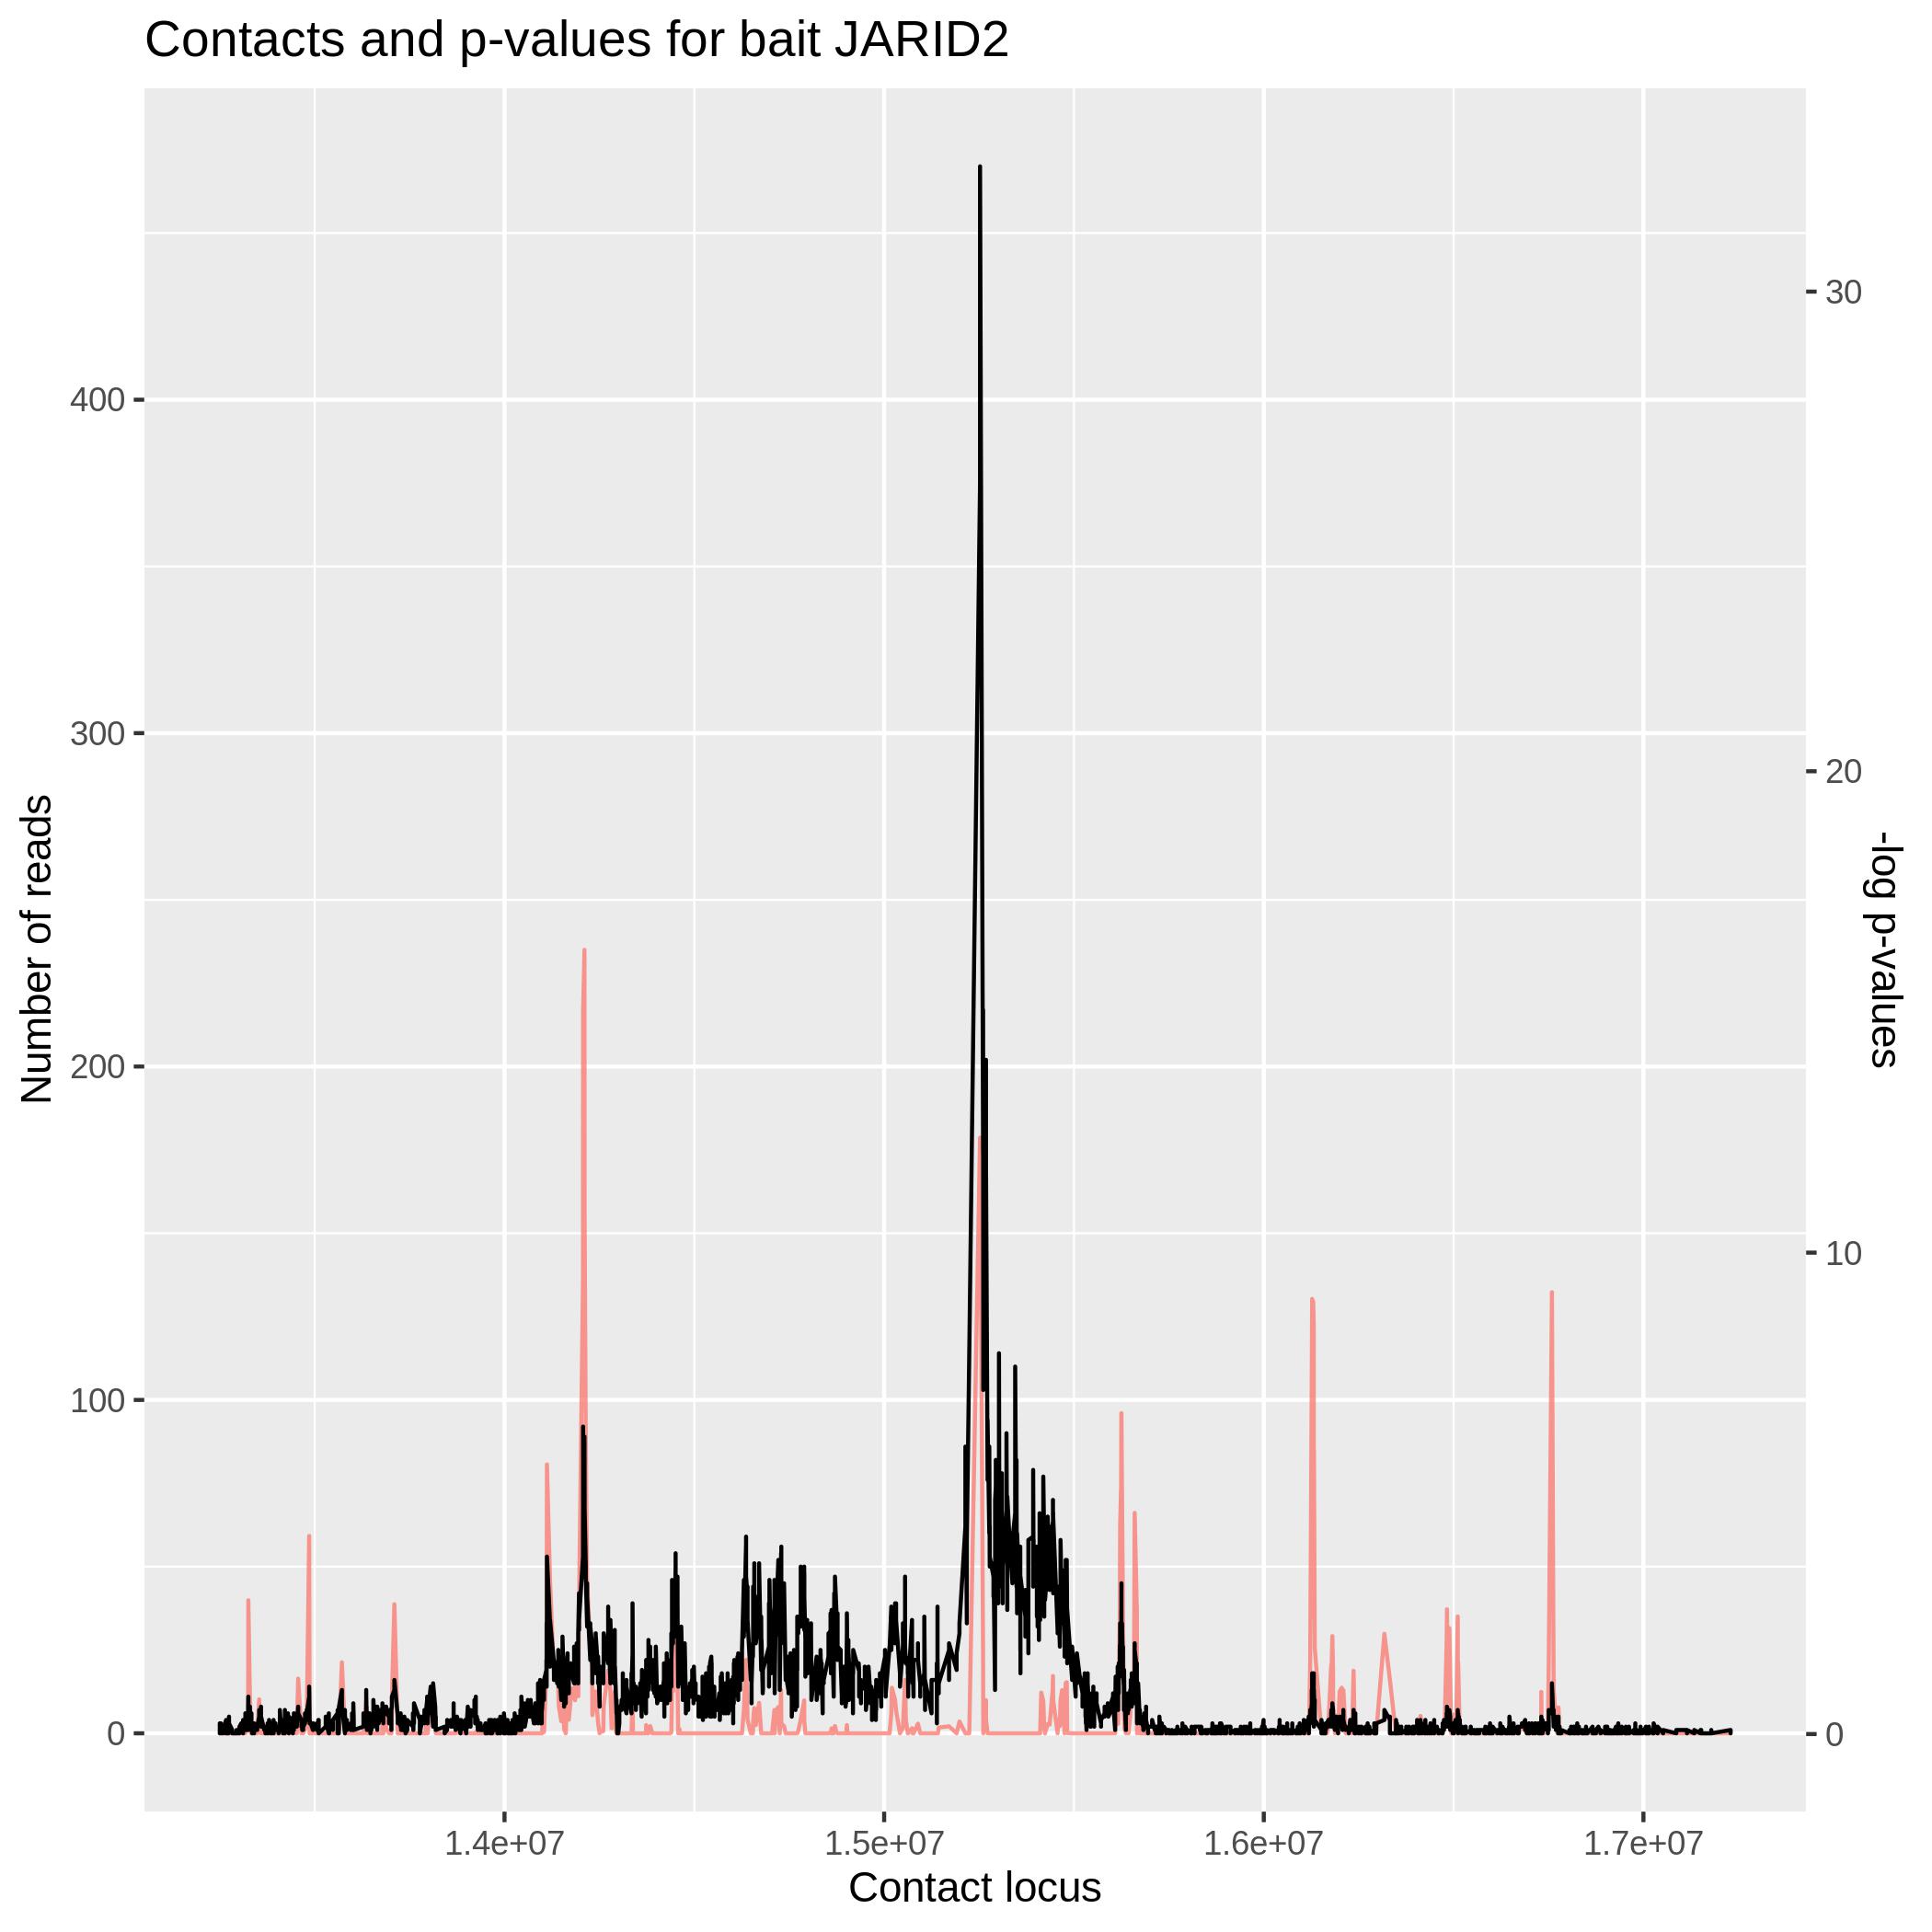 Contacts and p-values for bait JARID2
Number of reads
400
300
200
100
0
30
20
10
0
-log p-values
1.4e+07
1.5e+07
1.6e+07
1.7e+07
Contact locus